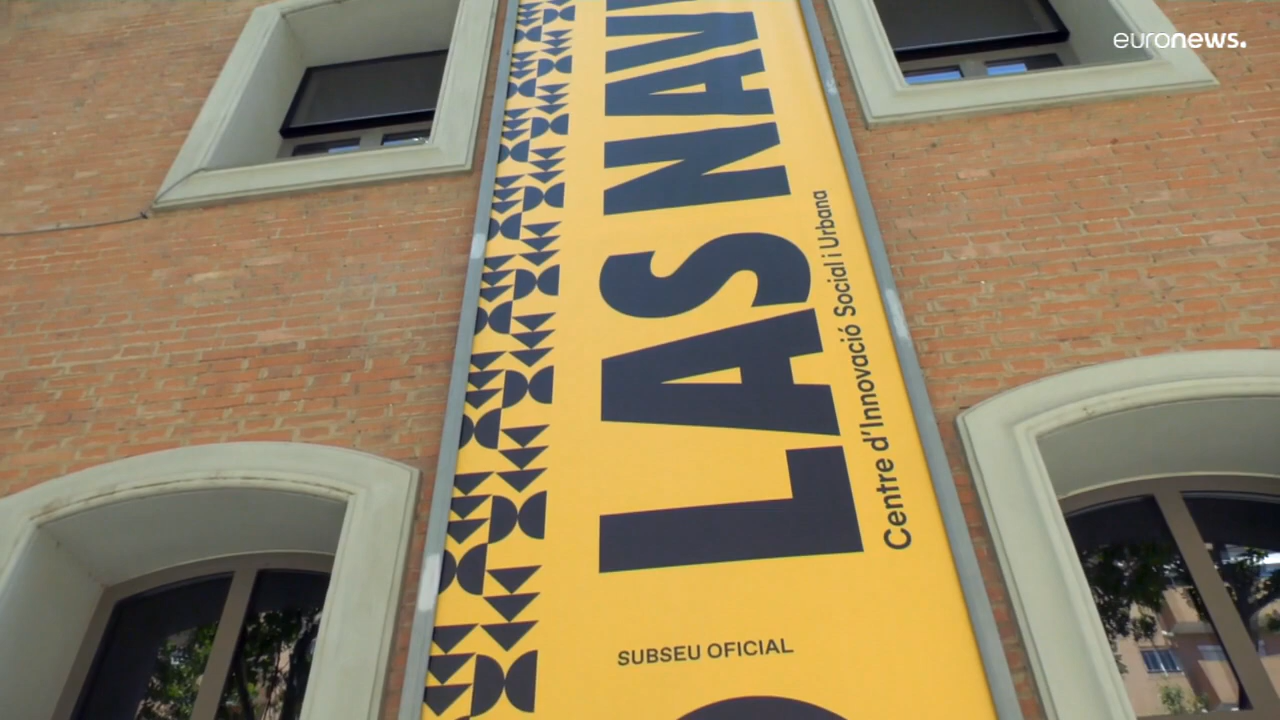 euronews.
LAS NAV
Centre d'Innovació Social i Urbana
SUBSEU OFICIAL